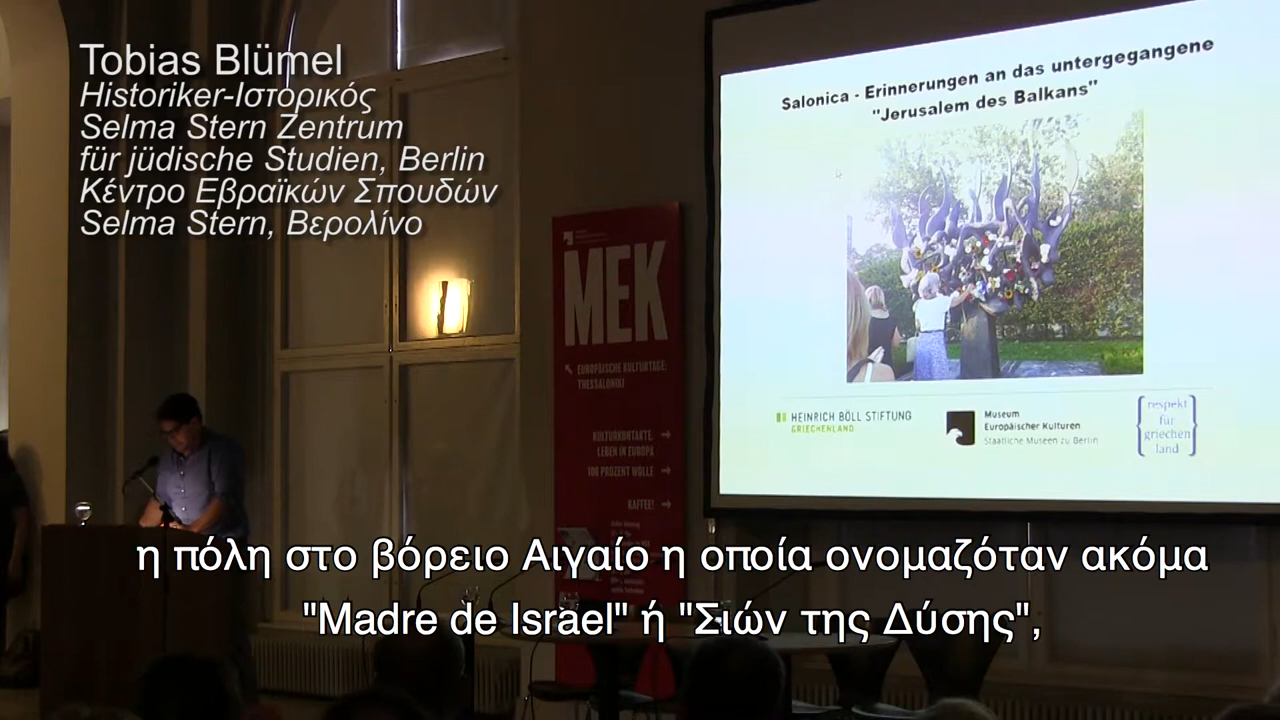 Tobias Blümel
Historiker-Ιστορικός
Selma Stern Zentrum
für jüdische Studien, Berlin
Κέντρο Εβραϊκών Σπουδών
Selma Stern, Βερολίνο
Salonica - Erinnerungen an das untergegangene
"Jerusalem des Balkans"
HEINRICH BÖLL STIFTUNG
GRIECHENLAND
Museum
Europäischer Kulturen
Staatliche Museen zu Berlin
respekt
für
griechen
land
MEK
EUROPÄISCHE KULTURTAGE:
THESSALONIKI
KULTURKONTAKTE.
LEBEN IN EUROPA
100 PROZENT WOLLE
KAFFEE!
η πόλη στο βόρειο Αιγαίο η οποία ονομαζόταν ακόμα
"Madre de Israel" ή "Σιών της Δύσης",